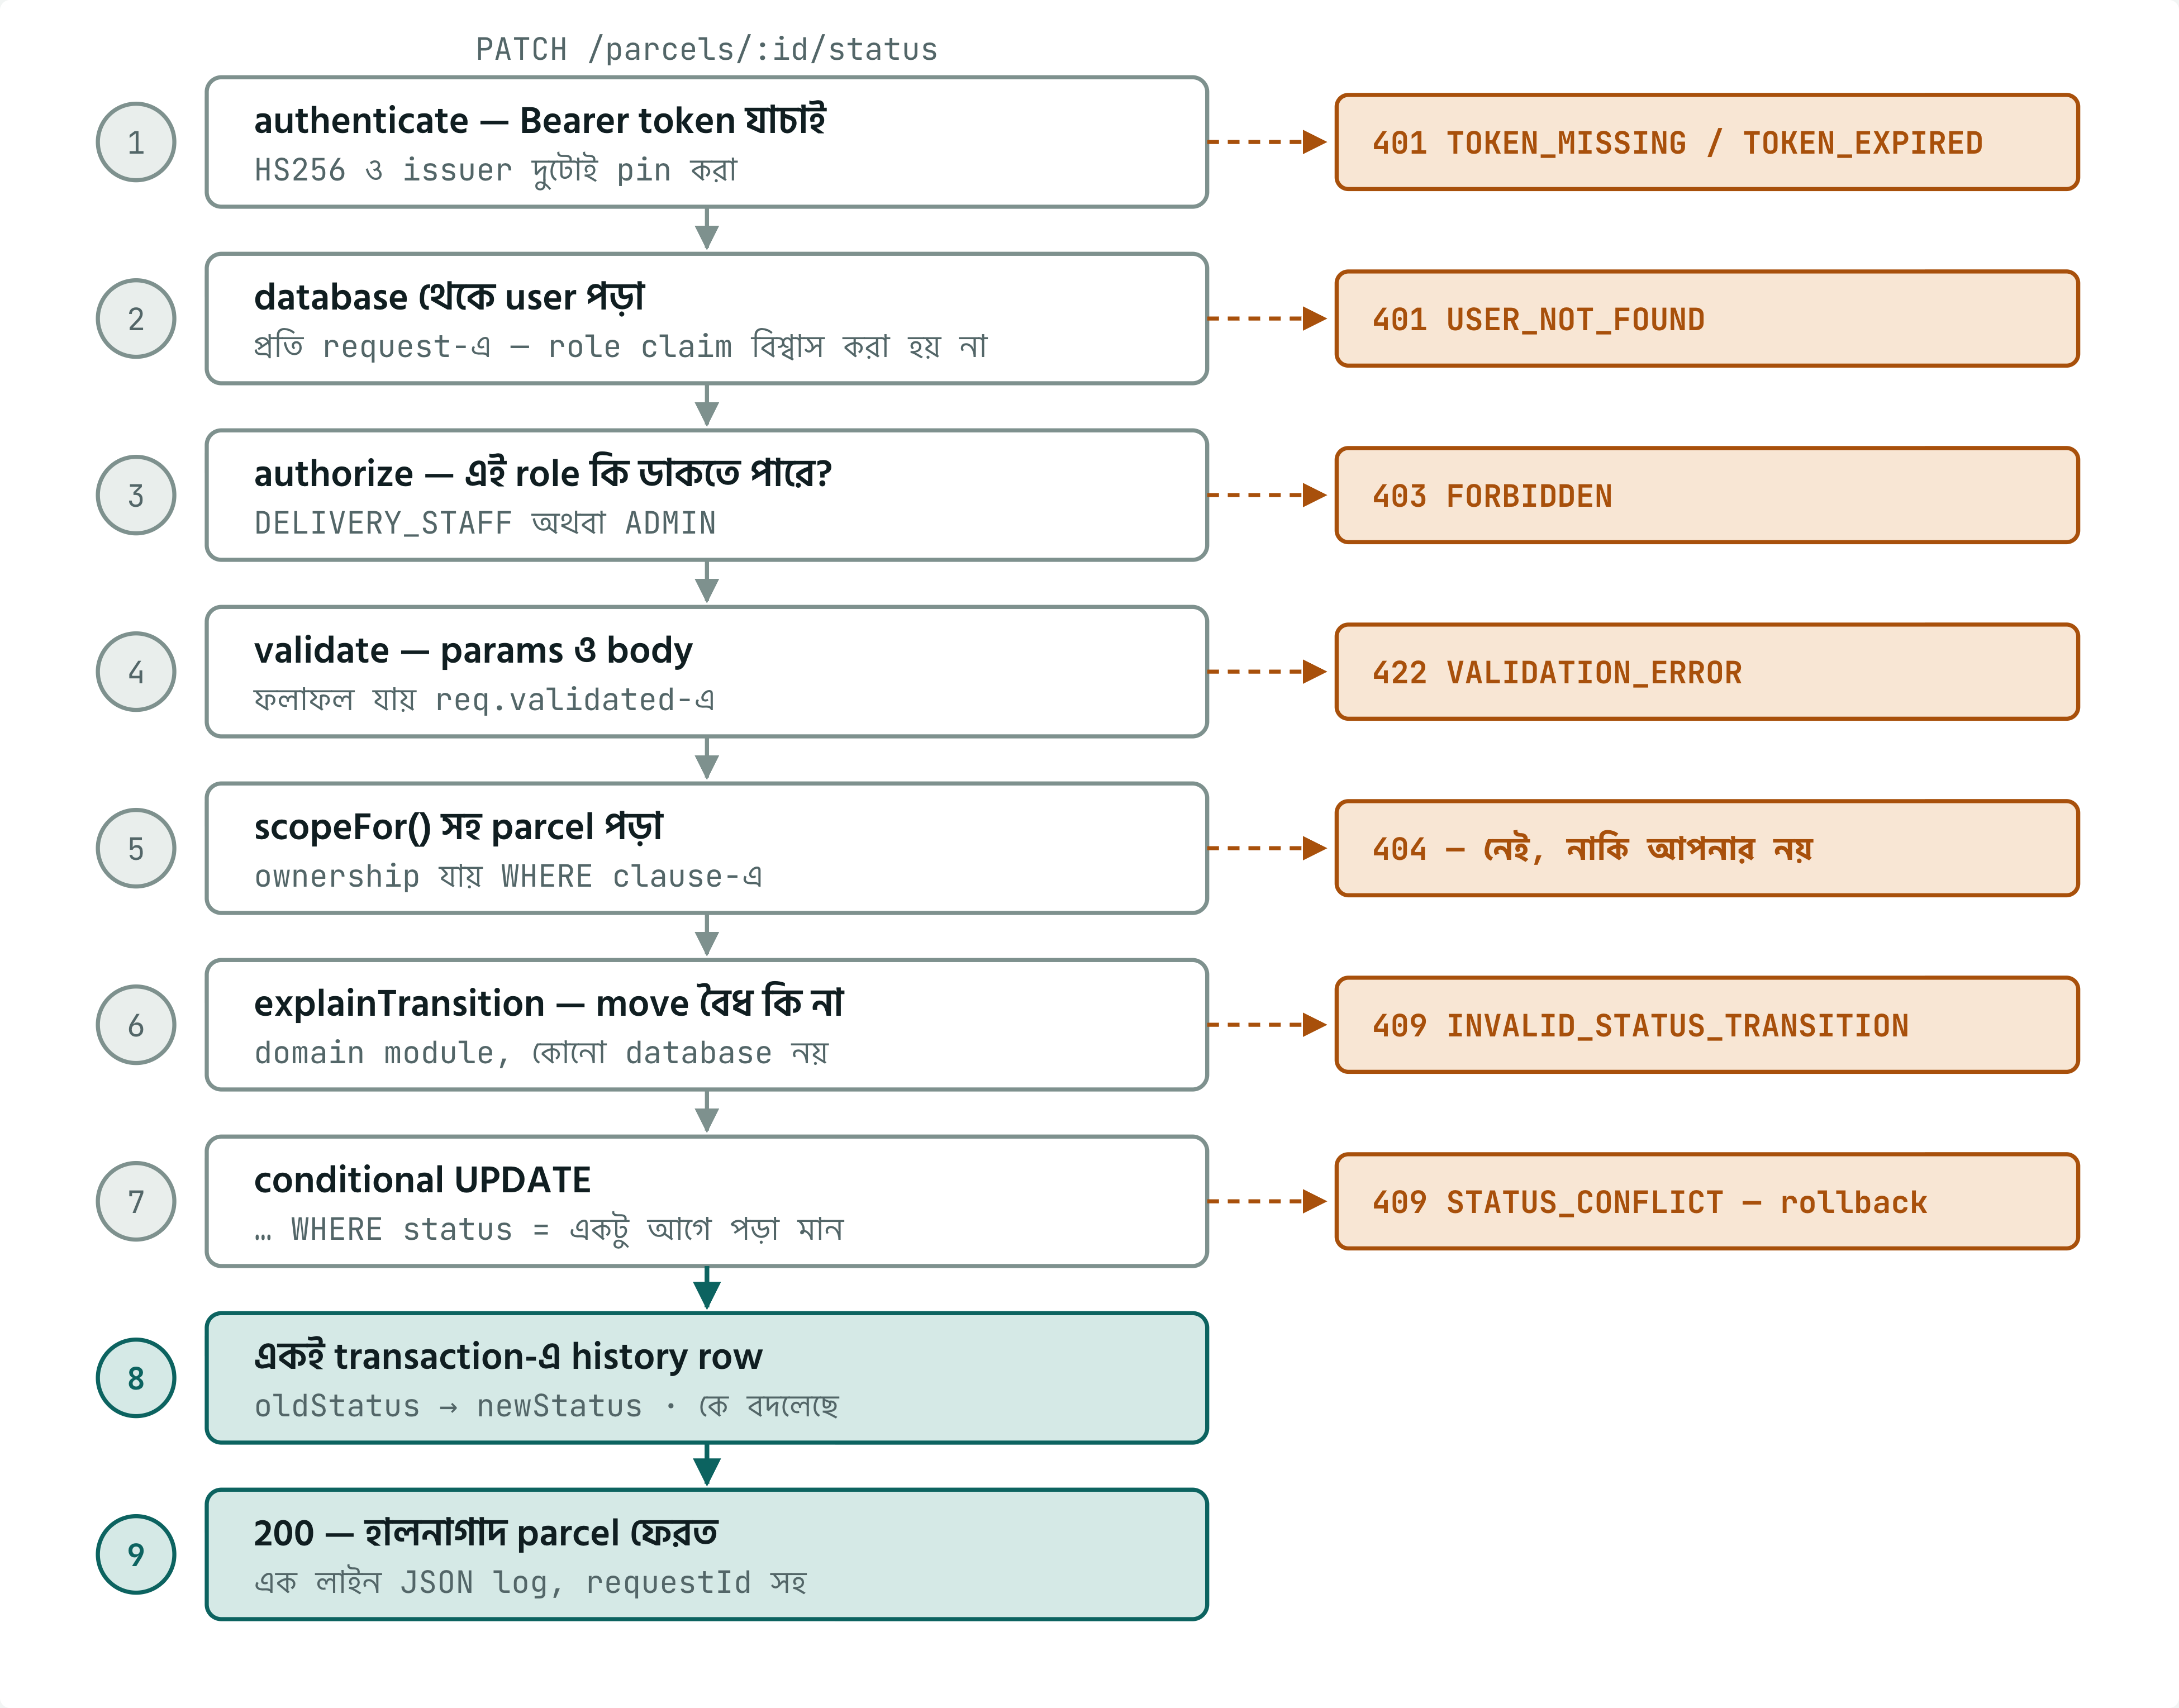 PATCH /parcels/:id/status
1
authenticate — Bearer token যাচাই
HS256 ও issuer দুটোই pin করা
401 TOKEN_MISSING / TOKEN_EXPIRED
2
database থেকে user পড়া
প্রতি request-এ — role claim বিশ্বাস করা হয় না
401 USER_NOT_FOUND
3
authorize — এই role কি ডাকতে পারে?
DELIVERY_STAFF অথবা ADMIN
403 FORBIDDEN
4
validate — params ও body
ফলাফল যায় req.validated-এ
422 VALIDATION_ERROR
5
scopeFor() সহ parcel পড়া
ownership যায় WHERE clause-এ
404 — নেই, নাকি আপনার নয়
6
explainTransition — move বৈধ কি না
domain module, কোনো database নয়
409 INVALID_STATUS_TRANSITION
7
conditional UPDATE
… WHERE status = একটু আগে পড়া মান
409 STATUS_CONFLICT — rollback
8
একই transaction-এ history row
oldStatus → newStatus · কে বদলেছে
9
200 — হালনাগাদ parcel ফেরত
এক লাইন JSON log, requestId সহ